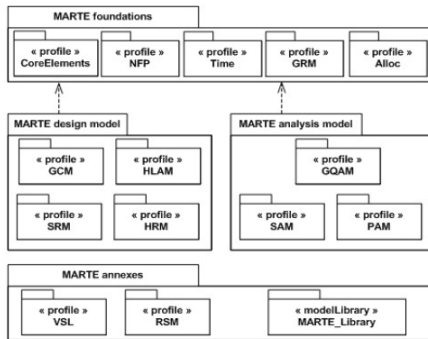 MARTE foundations
« profile » CoreElements
« profile » NFP
« profile » Time
« profile » GRM
« profile » Alloc
MARTE design model
« profile » GCM
« profile » HLAM
« profile » SRM
« profile » HRM
MARTE analysis model
« profile » GQAM
« profile » SAM
« profile » PAM
MARTE annexes
« profile » VSL
« profile » RSM
« modelLibrary » MARTE_Library